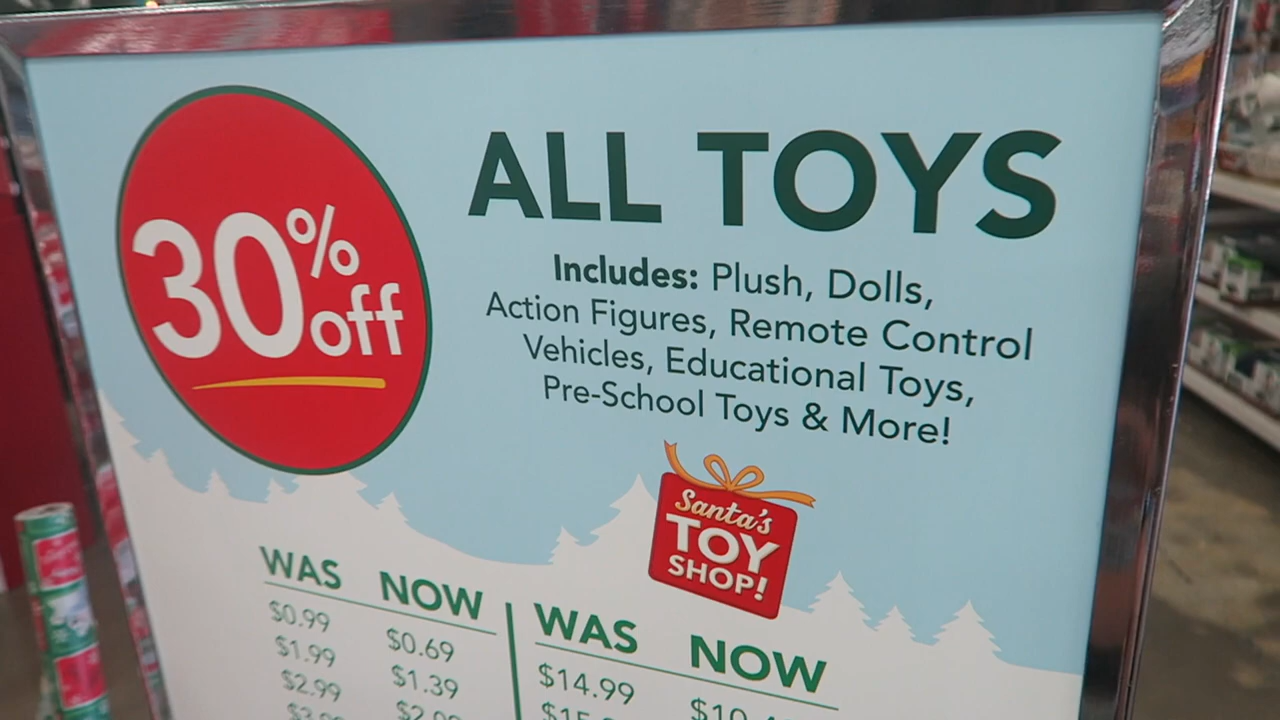 30% off
ALL TOYS
Includes: Plush, Dolls,
Action Figures, Remote Control
Vehicles, Educational Toys,
Pre-School Toys & More!
Santa's
TOY
SHOP!
WAS NOW
$0.99 $0.69
$1.99 $1.39
$2.99
WAS NOW
$14.99